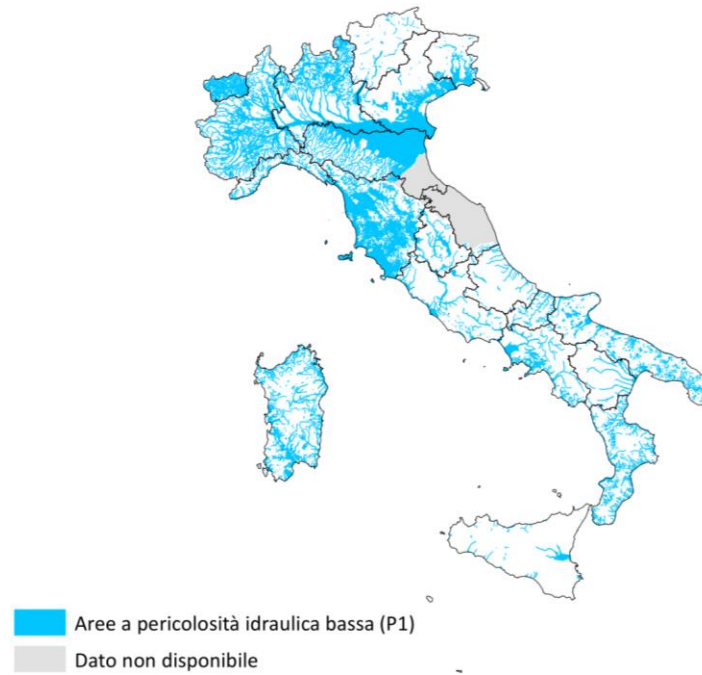 Aree a pericolosità idraulica bassa (P1)
Dato non disponibile